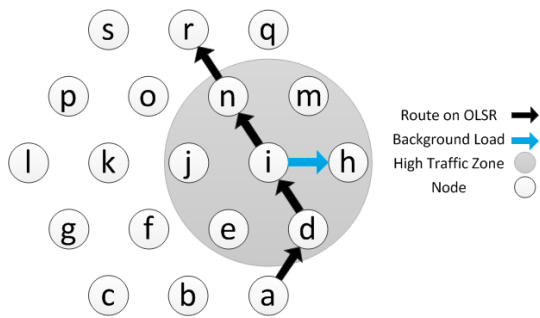 s r q
p o n m
Route on OLSR
Background Load
High Traffic Zone
Node
l k j i h
g f e d
c b a